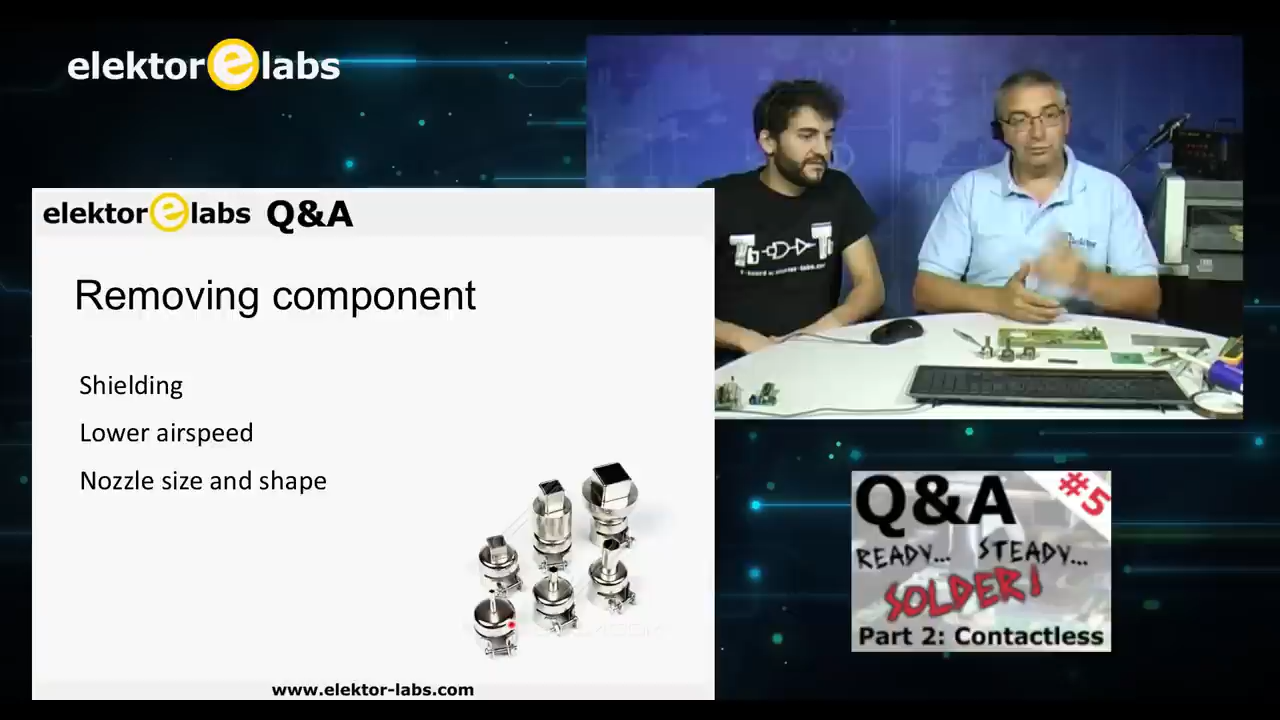 elektor e labs
elektor e labs Q&A
Removing component
Shielding
Lower airspeed
Nozzle size and shape
www.elektor-labs.com
Q&A
#5
READY... STEADY...
SOLDER!
Part 2: Contactless